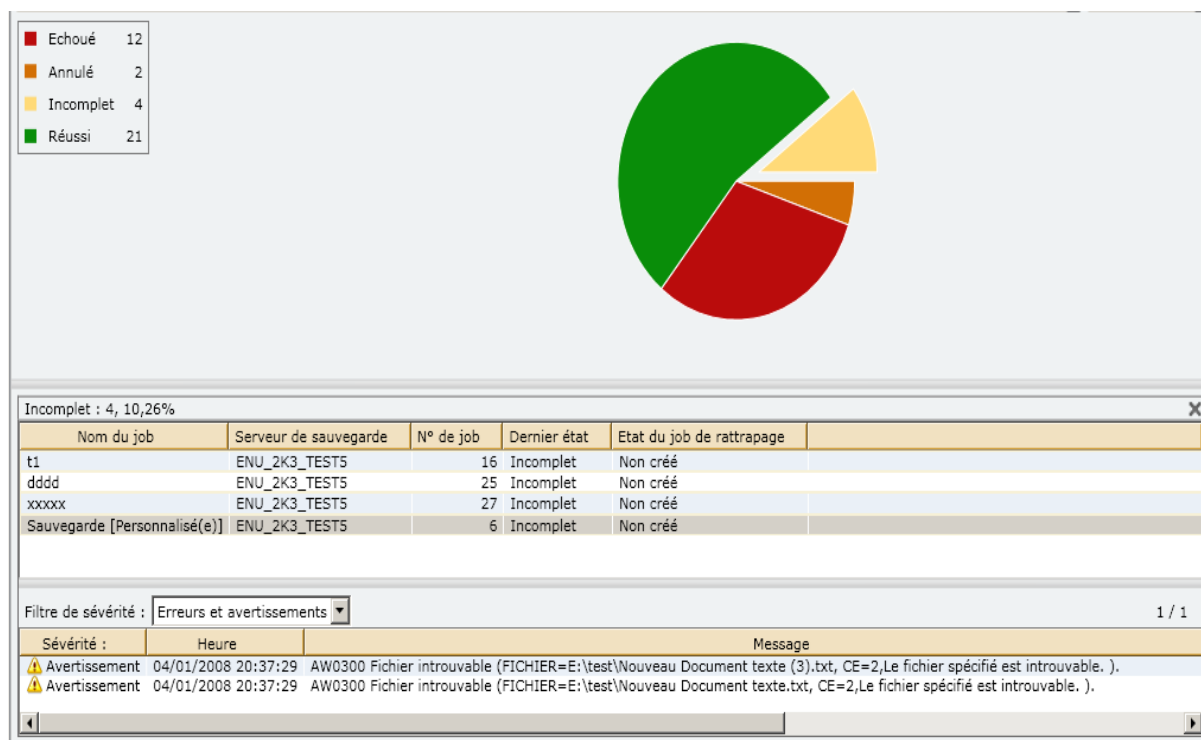 Echoué 12
Annulé 2
Incomplet 4
Réussi 21
Incomplet : 4, 10,26%
Nom du job Serveur de sauvegarde N° de job Dernier état Etat du job de rattrapage
t1 ENU_2K3_TEST5 16 Incomplet Non créé
dddd ENU_2K3_TEST5 25 Incomplet Non créé
xxxxx ENU_2K3_TEST5 27 Incomplet Non créé
Sauvegarde [Personnalisé(e)] ENU_2K3_TEST5 6 Incomplet Non créé
Filtre de sévérité : Erreurs et avertissements 1 / 1
Sévérité : Heure Message
Avertissement 04/01/2008 20:37:29 AW0300 Fichier introuvable (FICHIER=E:\test\Nouveau Document texte (3).txt, CE=2,Le fichier spécifié est introuvable. ).
Avertissement 04/01/2008 20:37:29 AW0300 Fichier introuvable (FICHIER=E:\test\Nouveau Document texte.txt, CE=2,Le fichier spécifié est introuvable. ).